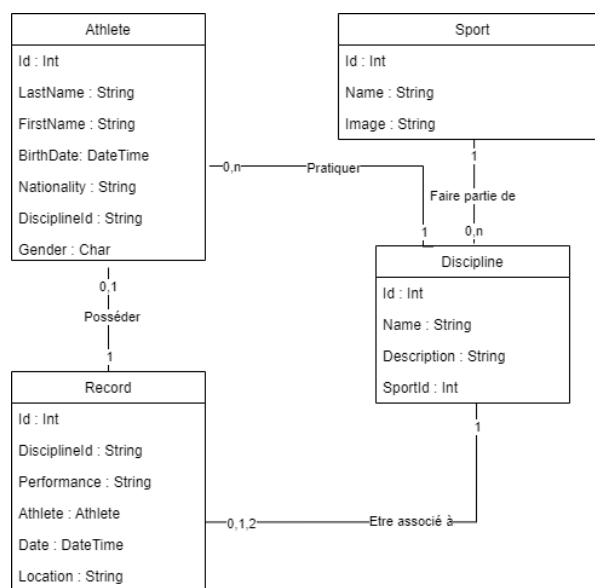 Athlete
Id : Int
LastName : String
FirstName : String
BirthDate: DateTime
Nationality : String
DisciplineId : String
Gender : Char
Sport
Id : Int
Name : String
Image : String
0,n
Pratiquer
1
1
Faire partie de
0,n
Discipline
Id : Int
Name : String
Description : String
SportId : Int
0,1
Posséder
1
Record
Id : Int
DisciplineId : String
Performance : String
Athlete : Athlete
Date : DateTime
Location : String
0,1,2
Etre associé à
1